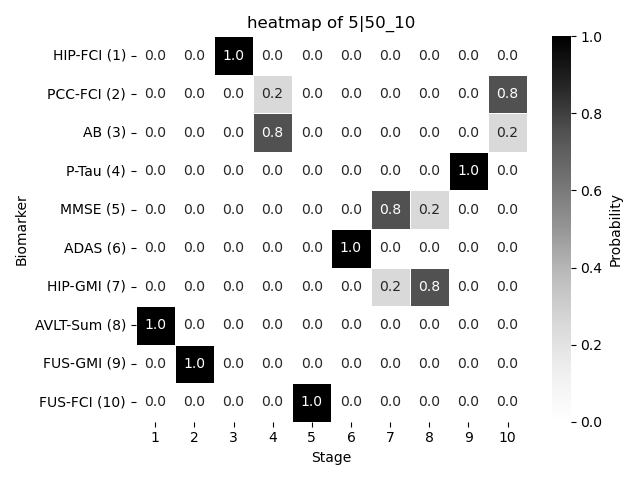 heatmap of 5|50_10
Biomarker
HIP-FCI (1) 0.0 0.0 1.0 0.0 0.0 0.0 0.0 0.0 0.0 0.0
PCC-FCI (2) 0.0 0.0 0.0 0.2 0.0 0.0 0.0 0.0 0.0 0.8
AB (3) 0.0 0.0 0.0 0.8 0.0 0.0 0.0 0.0 0.0 0.2
P-Tau (4) 0.0 0.0 0.0 0.0 0.0 0.0 0.0 0.0 1.0 0.0
MMSE (5) 0.0 0.0 0.0 0.0 0.0 0.0 0.8 0.2 0.0 0.0
ADAS (6) 0.0 0.0 0.0 0.0 0.0 1.0 0.0 0.0 0.0 0.0
HIP-GMI (7) 0.0 0.0 0.0 0.0 0.0 0.0 0.2 0.8 0.0 0.0
AVLT-Sum (8) 1.0 0.0 0.0 0.0 0.0 0.0 0.0 0.0 0.0 0.0
FUS-GMI (9) 0.0 1.0 0.0 0.0 0.0 0.0 0.0 0.0 0.0 0.0
FUS-FCI (10) 0.0 0.0 0.0 0.0 1.0 0.0 0.0 0.0 0.0 0.0
1 2 3 4 5 6 7 8 9 10
Stage
1.0
0.8
0.6
0.4
0.2
0.0
Probability